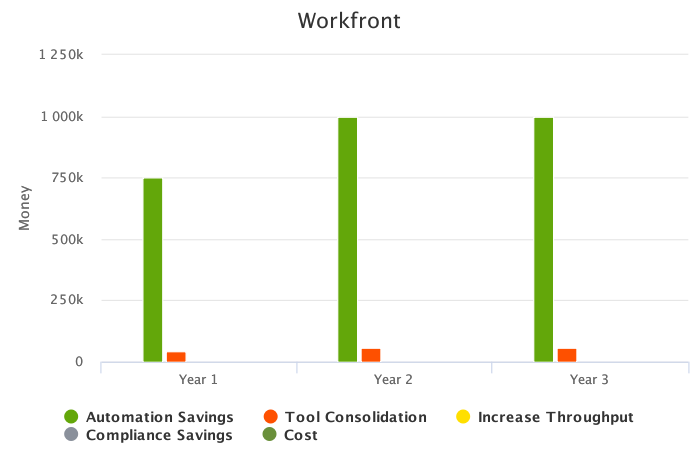 Workfront
1 250k
1 000k
750k
500k
250k
0
Money
Year 1
Year 2
Year 3
Automation Savings
Tool Consolidation
Increase Throughput
Compliance Savings
Cost